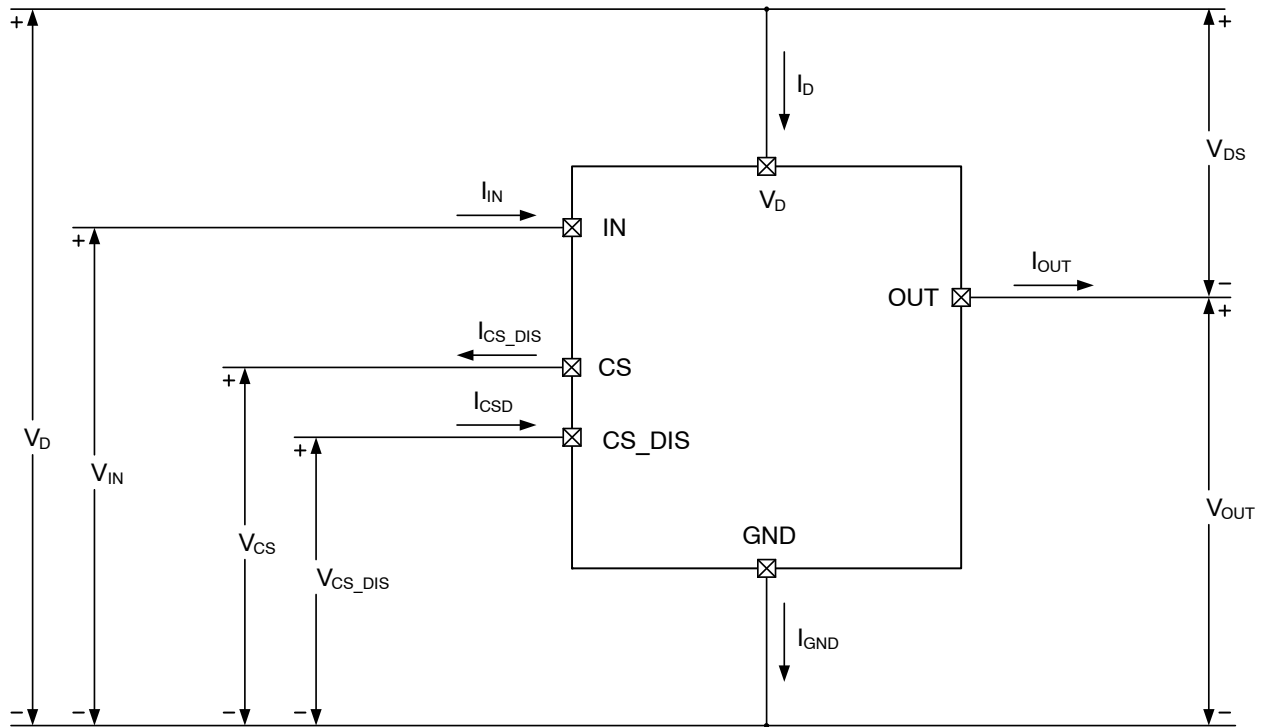 + +
I_D
V_DS
V_D
I_IN
+ IN
I_OUT
OUT −
+
I_CS_DIS
+ CS
I_CSD
+ CS_DIS
V_D
V_IN
V_OUT
GND
V_CS
V_CS_DIS
I_GND
− − − − −